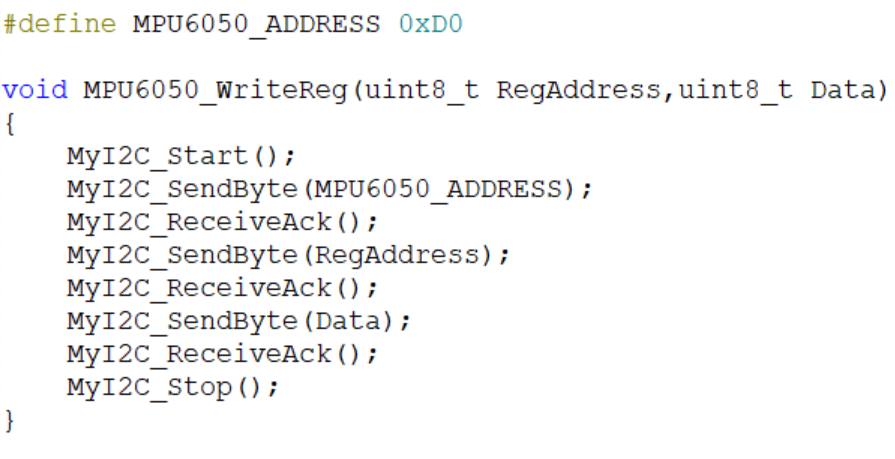 #define MPU6050_ADDRESS 0xD0
void MPU6050_WriteReg(uint8_t RegAddress,uint8_t Data)
{
    MyI2C_Start();
    MyI2C_SendByte(MPU6050_ADDRESS);
    MyI2C_ReceiveAck();
    MyI2C_SendByte(RegAddress);
    MyI2C_ReceiveAck();
    MyI2C_SendByte(Data);
    MyI2C_ReceiveAck();
    MyI2C_Stop();
}